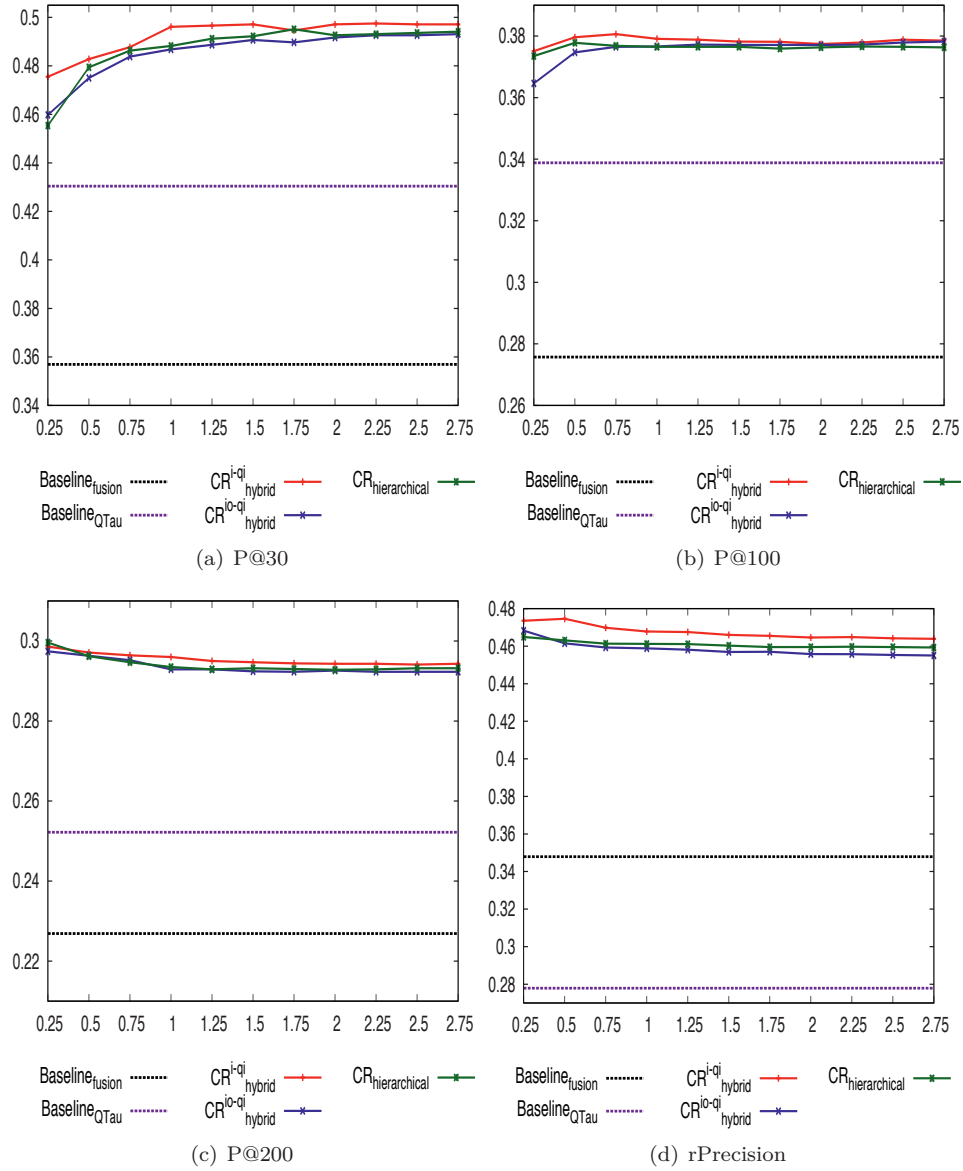 0.5
0.48
0.46
0.44
0.42
0.4
0.38
0.36
0.34
0.25 0.5 0.75 1 1.25 1.5 1.75 2 2.25 2.5 2.75
Baseline_fusion CR^i-qi_hybrid CR_hierarchical
Baseline_QTau CR^io-qi_hybrid
(a) P@30
0.38
0.36
0.34
0.32
0.3
0.28
0.26
0.25 0.5 0.75 1 1.25 1.5 1.75 2 2.25 2.5 2.75
Baseline_fusion CR^i-qi_hybrid CR_hierarchical
Baseline_QTau CR^io-qi_hybrid
(b) P@100
0.3
0.28
0.26
0.24
0.22
0.25 0.5 0.75 1 1.25 1.5 1.75 2 2.25 2.5 2.75
Baseline_fusion CR^i-qi_hybrid CR_hierarchical
Baseline_QTau CR^io-qi_hybrid
(c) P@200
0.48
0.46
0.44
0.42
0.4
0.38
0.36
0.34
0.32
0.3
0.28
0.25 0.5 0.75 1 1.25 1.5 1.75 2 2.25 2.5 2.75
Baseline_fusion CR^i-qi_hybrid CR_hierarchical
Baseline_QTau CR^io-qi_hybrid
(d) rPrecision